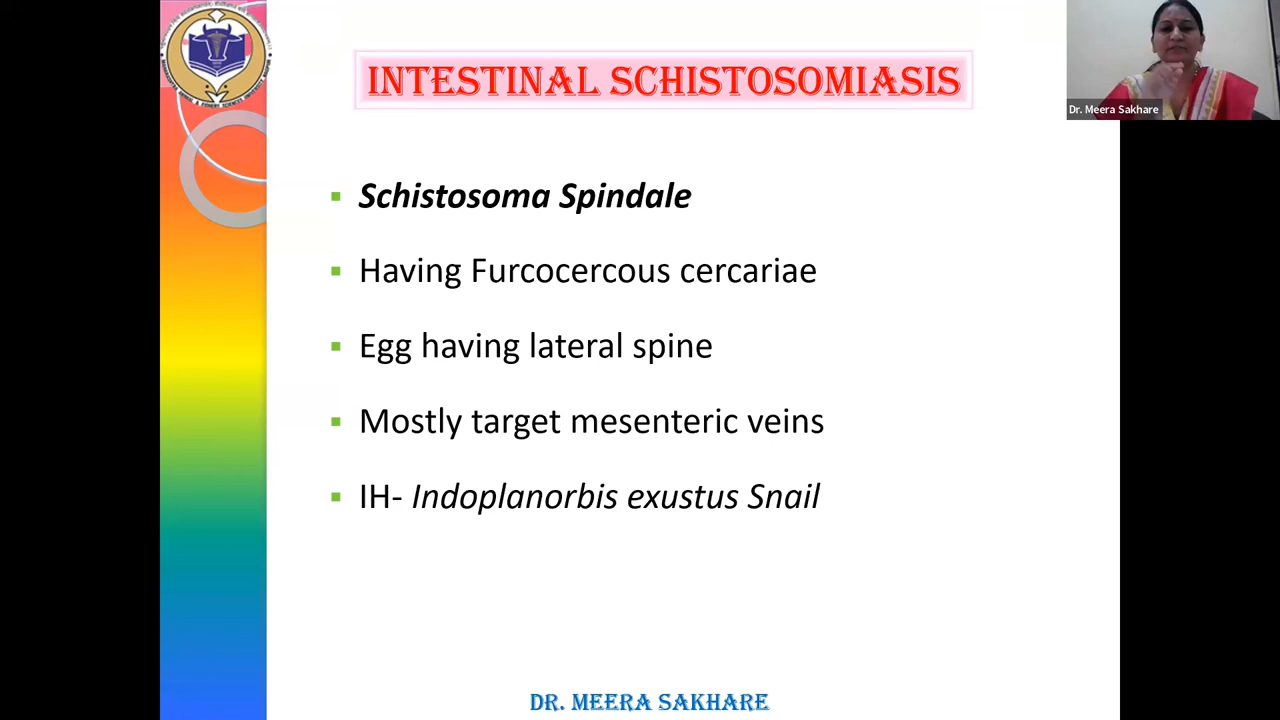 INTESTINAL SCHISTOSOMIASIS
Dr. Meera Sakhare
Schistosoma Spindale
Having Furcocercous cercariae
Egg having lateral spine
Mostly target mesenteric veins
IH- Indoplanorbis exustus Snail
DR. MEERA SAKHARE